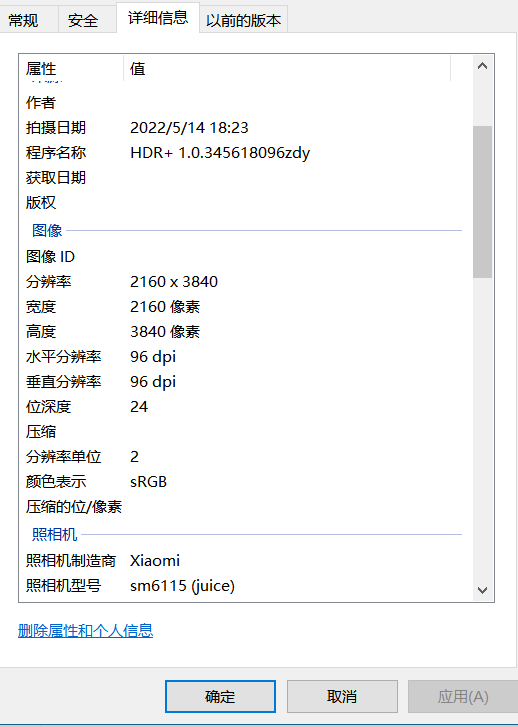 常规 安全 详细信息 以前的版本
属性 值
作者
拍摄日期 2022/5/14 18:23
程序名称 HDR+ 1.0.345618096zdy
获取日期
版权
图像
图像 ID
分辨率 2160 x 3840
宽度 2160 像素
高度 3840 像素
水平分辨率 96 dpi
垂直分辨率 96 dpi
位深度 24
压缩
分辨率单位 2
颜色表示 sRGB
压缩的位/像素
照相机
照相机制造商 Xiaomi
照相机型号 sm6115 (juice)
删除属性和个人信息
确定 取消 应用(A)